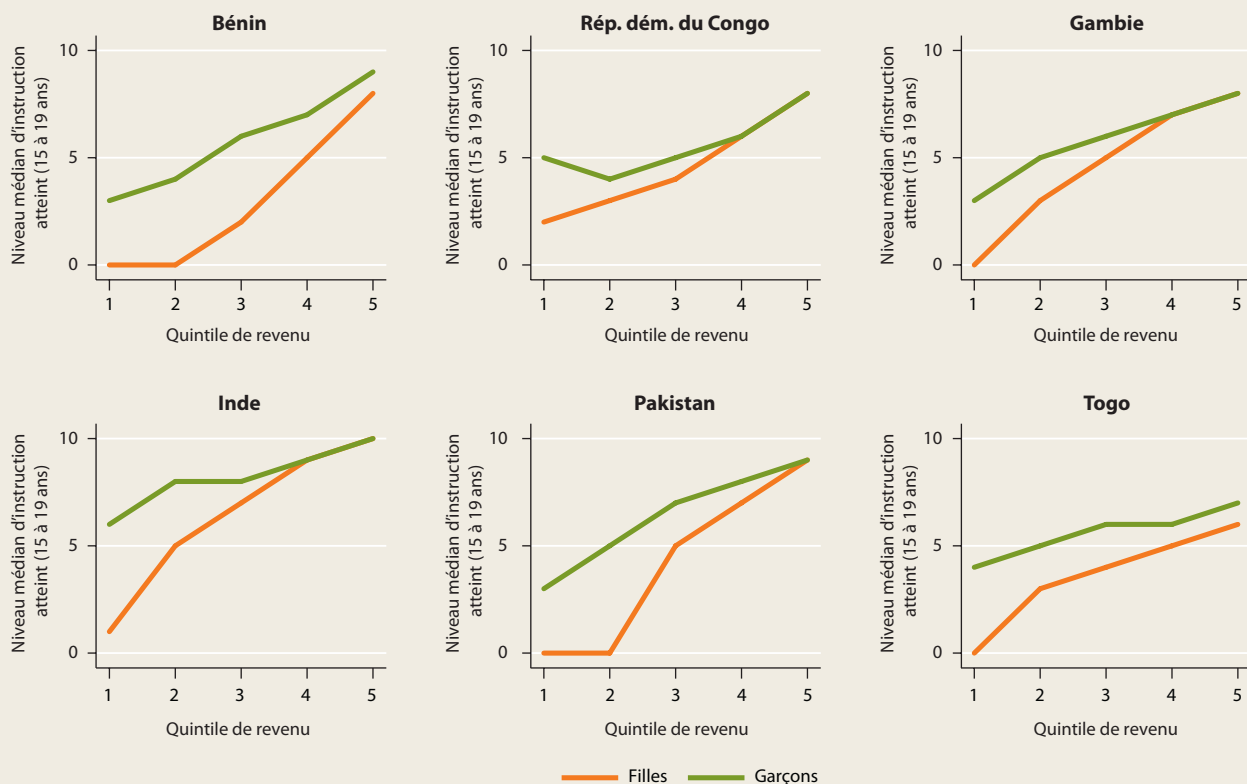 Bénin
Niveau médian d'instruction
atteint (15 à 19 ans)
10
5
0
1 2 3 4 5
Quintile de revenu
Rép. dém. du Congo
Niveau médian d'instruction
atteint (15 à 19 ans)
10
5
0
1 2 3 4 5
Quintile de revenu
Gambie
Niveau médian d'instruction
atteint (15 à 19 ans)
10
5
0
1 2 3 4 5
Quintile de revenu
Inde
Niveau médian d'instruction
atteint (15 à 19 ans)
10
5
0
1 2 3 4 5
Quintile de revenu
Pakistan
Niveau médian d'instruction
atteint (15 à 19 ans)
10
5
0
1 2 3 4 5
Quintile de revenu
Togo
Niveau médian d'instruction
atteint (15 à 19 ans)
10
5
0
1 2 3 4 5
Quintile de revenu
Filles Garçons